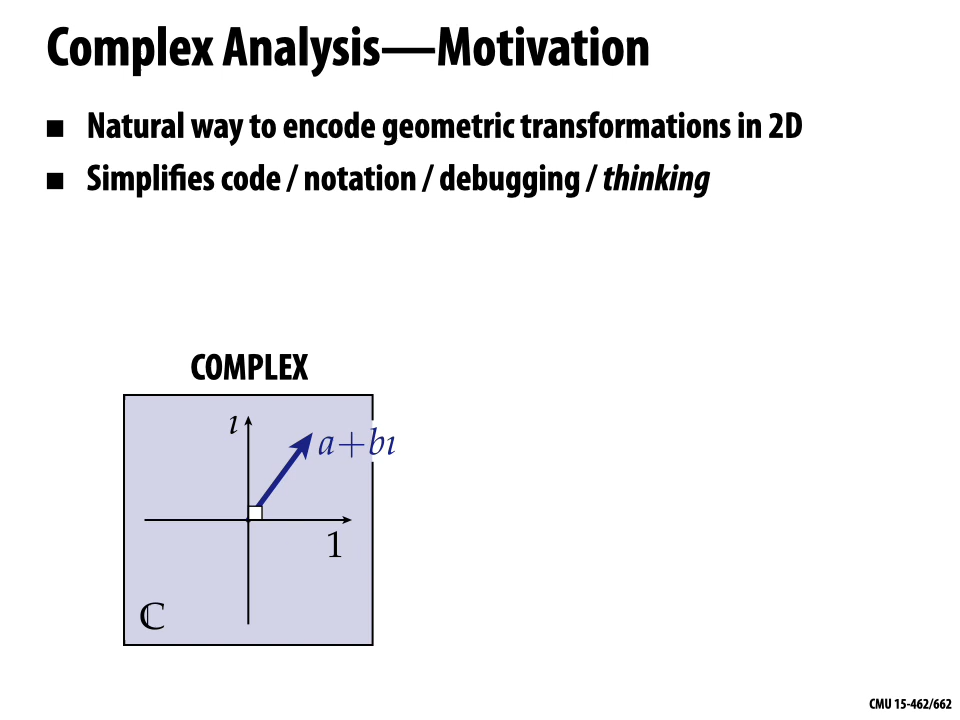 Complex Analysis—Motivation
■ Natural way to encode geometric transformations in 2D
■ Simplifies code / notation / debugging / thinking
COMPLEX
ı
a+bı
1
ℂ
CMU 15-462/662